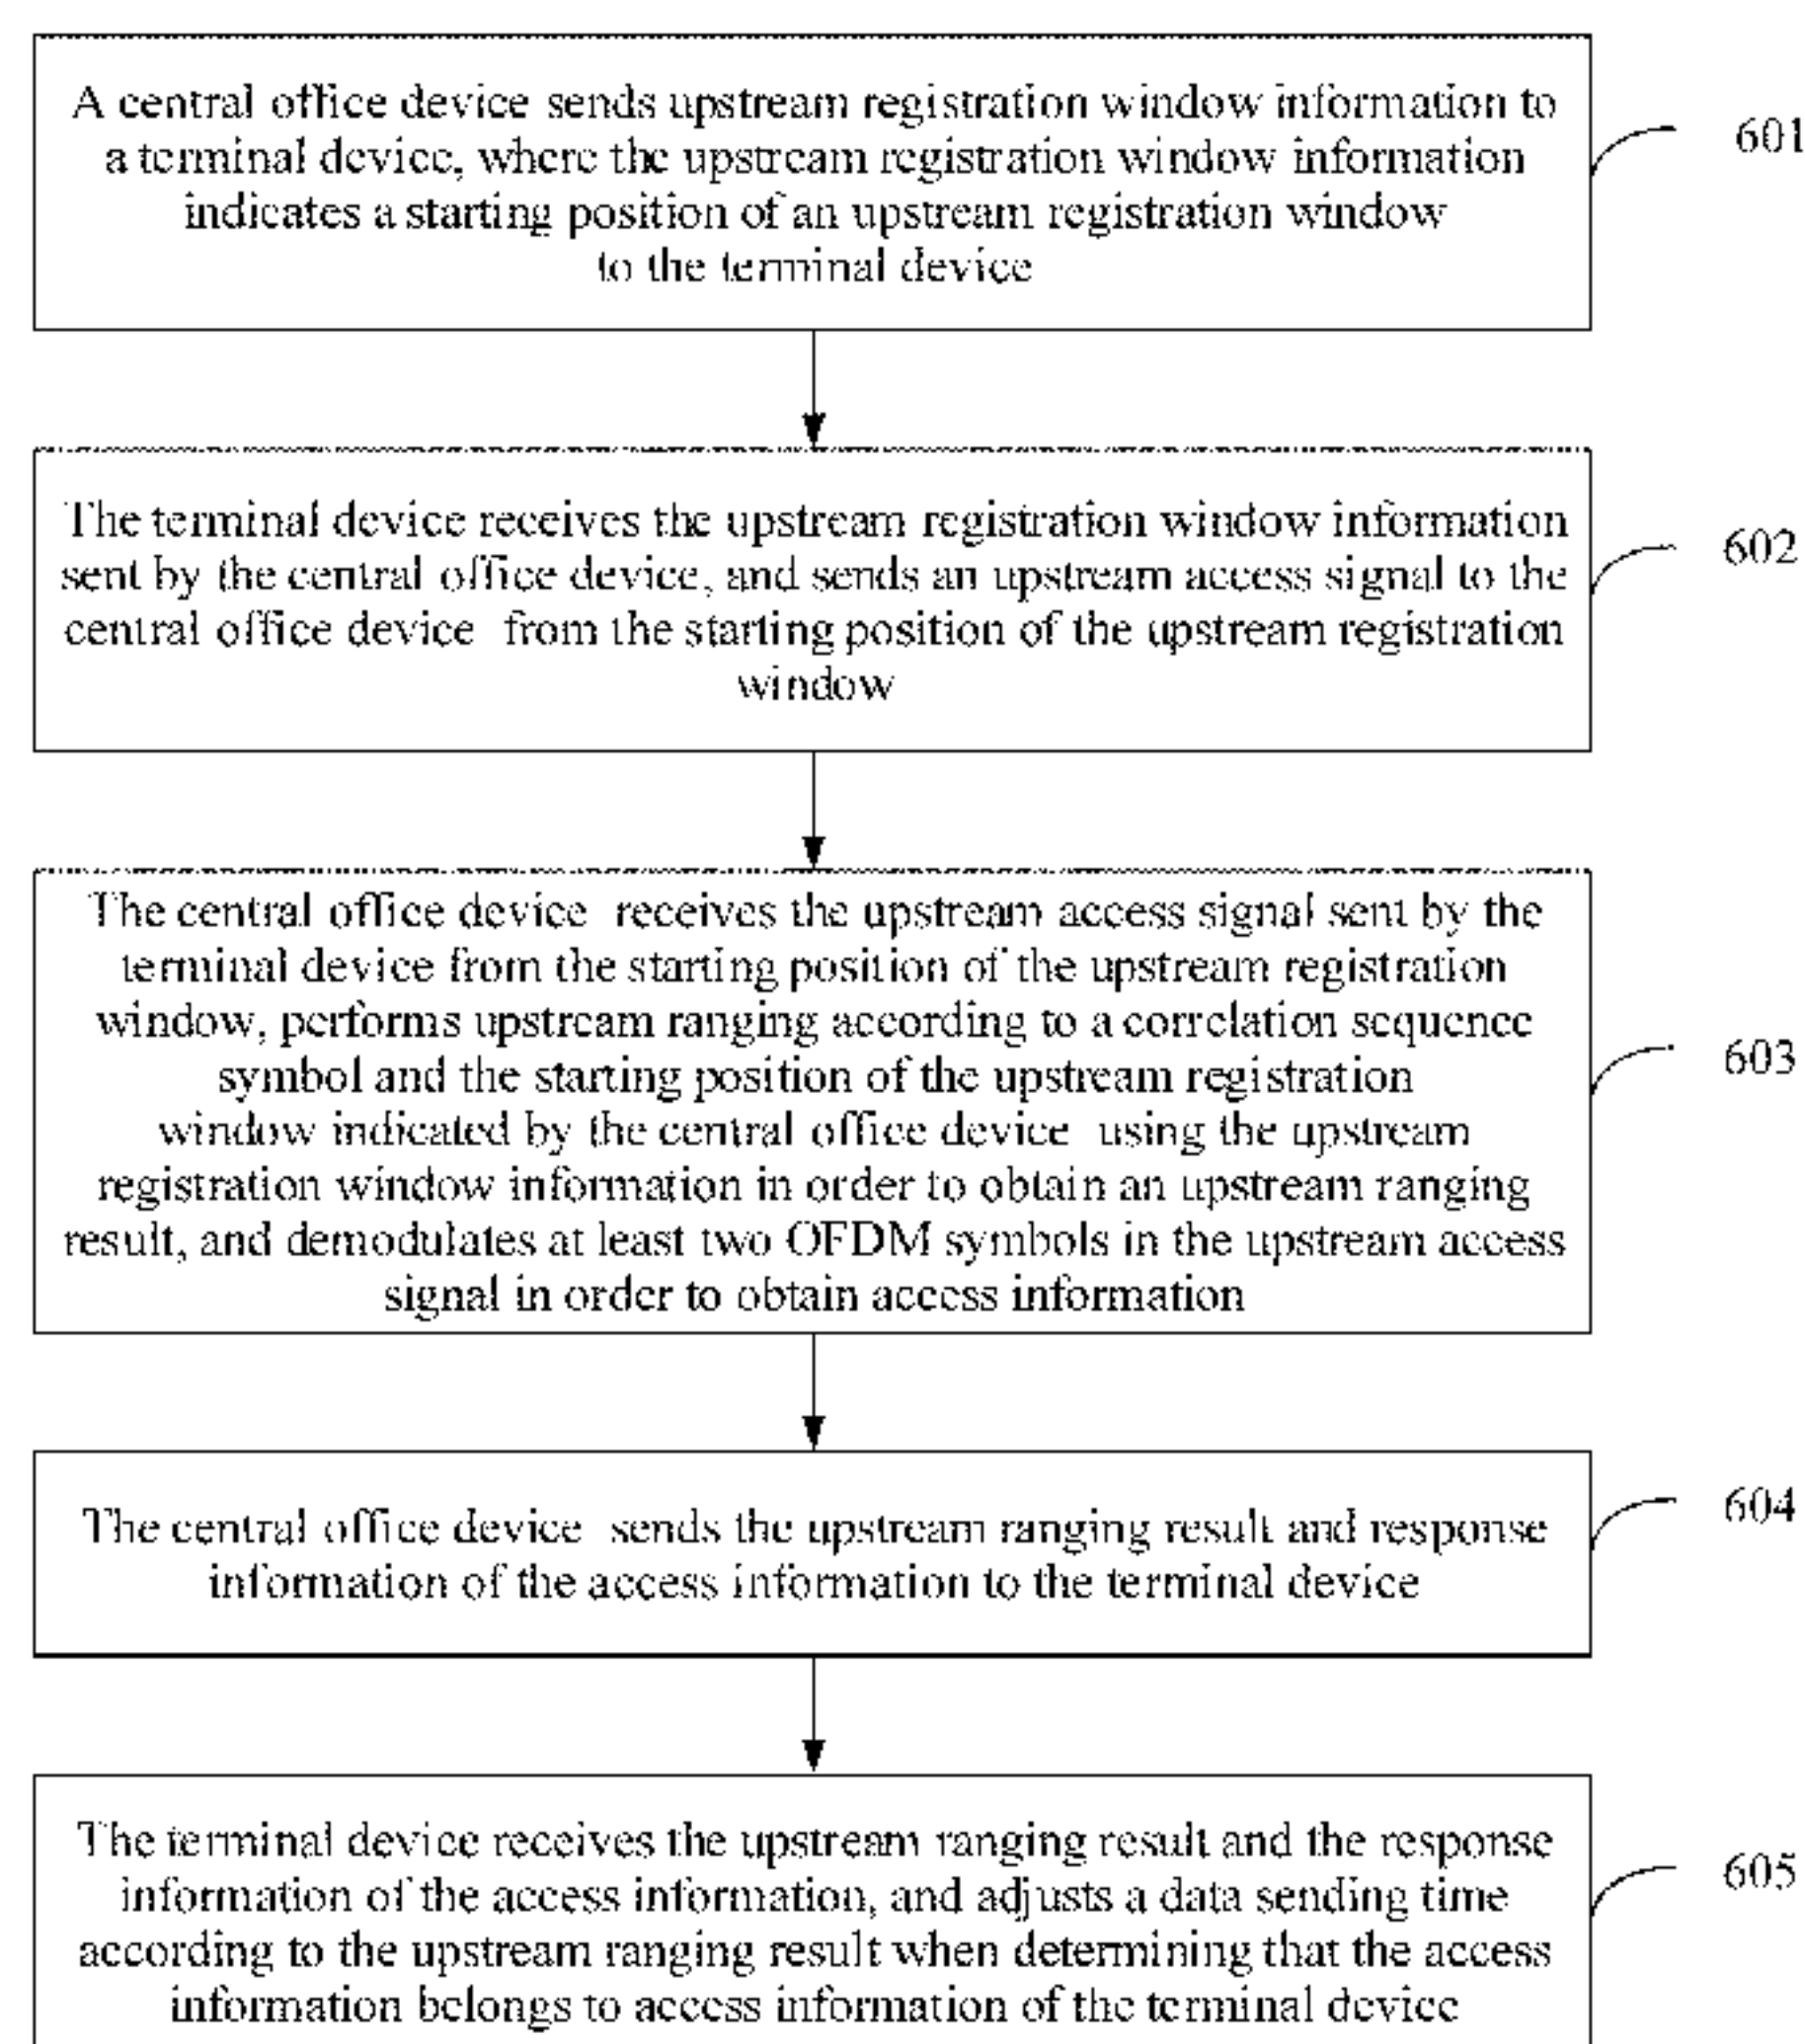 A central office device sends upstream registration window information to
a terminal device, where the upstream registration window information
indicates a starting position of an upstream registration window
to the terminal device
601
The terminal device receives the upstream registration window information
sent by the central office device, and sends an upstream access signal to the
central office device from the starting position of the upstream registration
window
602
The central office device receives the upstream access signal sent by the
terminal device from the starting position of the upstream registration
window, performs upstream ranging according to a correlation sequence
symbol and the starting position of the upstream registration
window indicated by the central office device using the upstream
registration window information in order to obtain an upstream ranging
result, and demodulates at least two OFDM symbols in the upstream access
signal in order to obtain access information
603
The central office device sends the upstream ranging result and response
information of the access information to the terminal device
604
The terminal device receives the upstream ranging result and the response
information of the access information, and adjusts a data sending time
according to the upstream ranging result when determining that the access
information belongs to access information of the terminal device
605